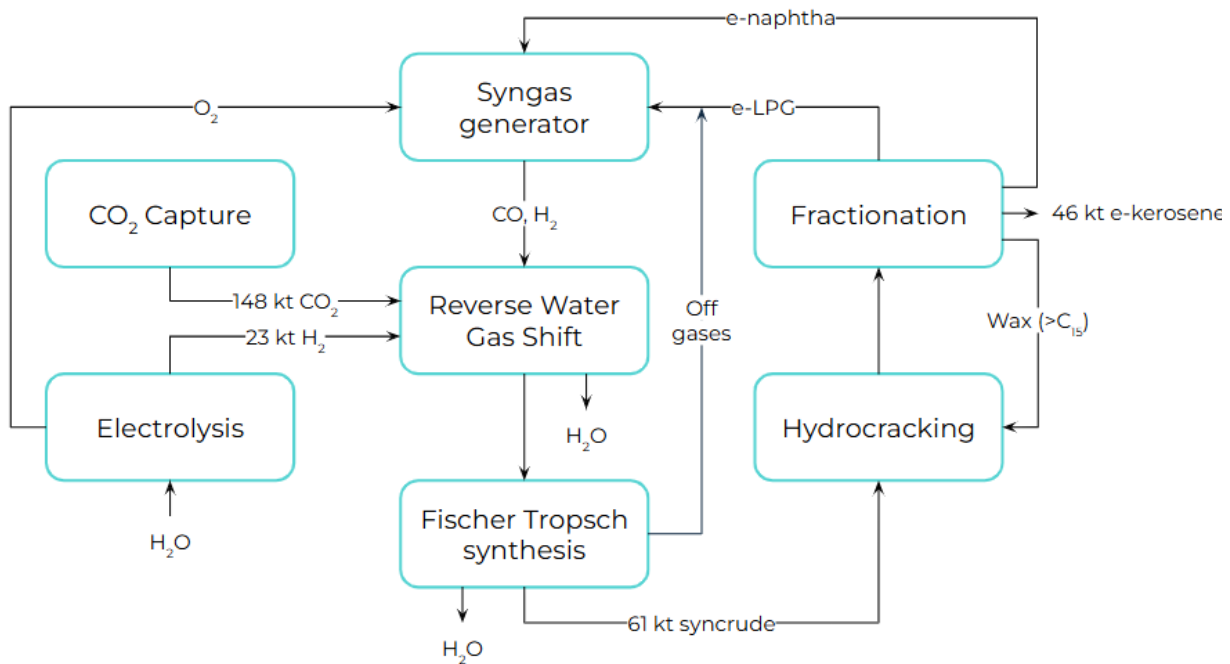 e-naphtha
Syngas
generator
O₂
e-LPG
CO₂ Capture
CO, H₂
Fractionation
46 kt e-kerosene
148 kt CO₂
Reverse Water
Gas Shift
Off
gases
Wax (>C₁₅)
23 kt H₂
Electrolysis
H₂O
Hydrocracking
Fischer Tropsch
synthesis
H₂O
H₂O
61 kt syncrude